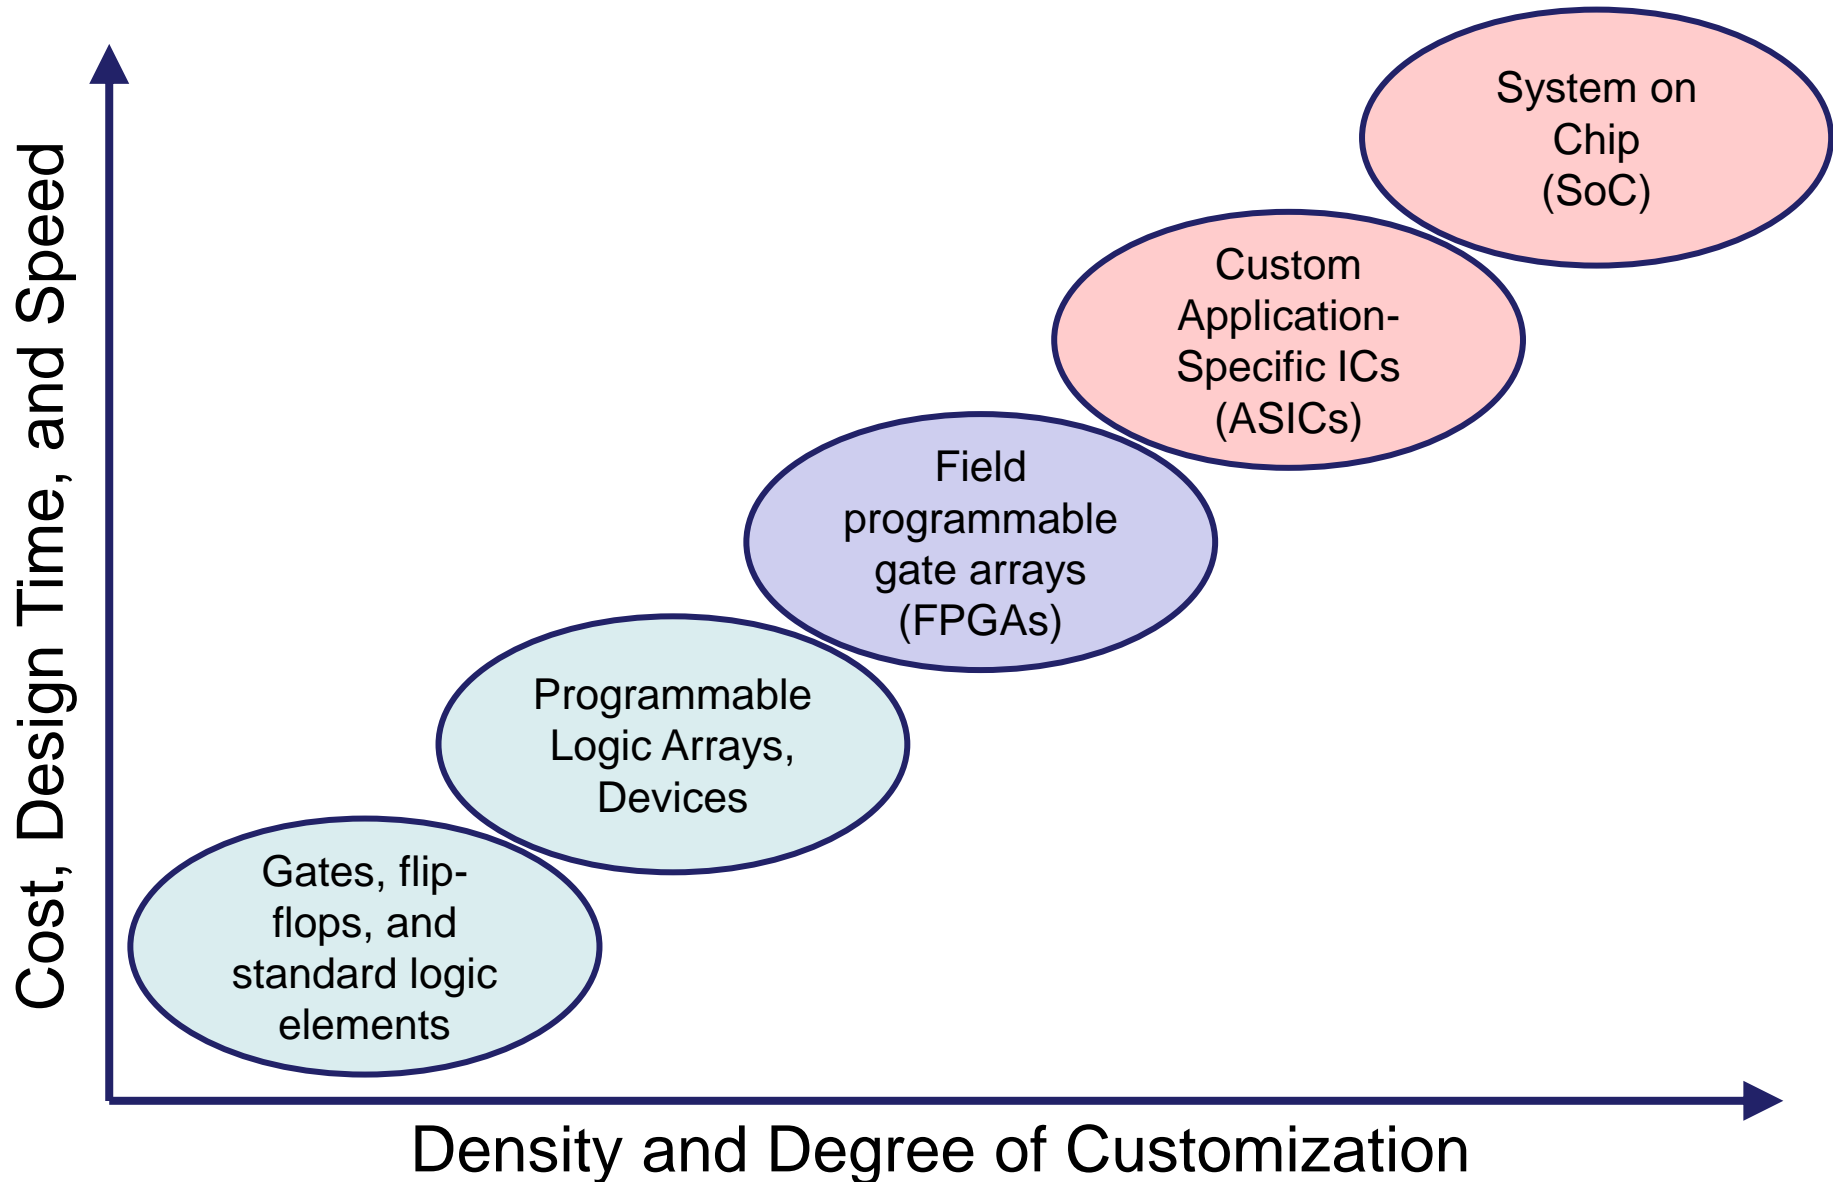 Cost, Design Time, and Speed
System on
Chip
(SoC)
Custom
Application-
Specific ICs
(ASICs)
Field
programmable
gate arrays
(FPGAs)
Programmable
Logic Arrays,
Devices
Gates, flip-
flops, and
standard logic
elements
Density and Degree of Customization